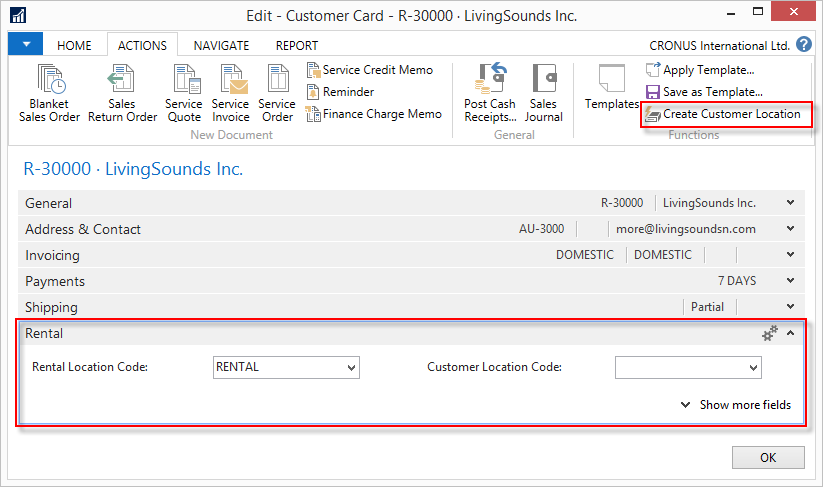 Edit - Customer Card - R-30000 · LivingSounds Inc.
HOME ACTIONS NAVIGATE REPORT CRONUS International Ltd. ?
Blanket Sales Order
Sales Return Order
Service Quote
Service Invoice
Service Order
Service Credit Memo
Reminder
Finance Charge Memo
New Document
Post Cash Receipts...
Sales Journal
General
Templates
Apply Template...
Save as Template...
Create Customer Location
Functions
R-30000 · LivingSounds Inc.
General R-30000 LivingSounds Inc.
Address & Contact AU-3000 more@livingsoundsn.com
Invoicing DOMESTIC DOMESTIC
Payments 7 DAYS
Shipping Partial
Rental
Rental Location Code: RENTAL Customer Location Code:
Show more fields
OK